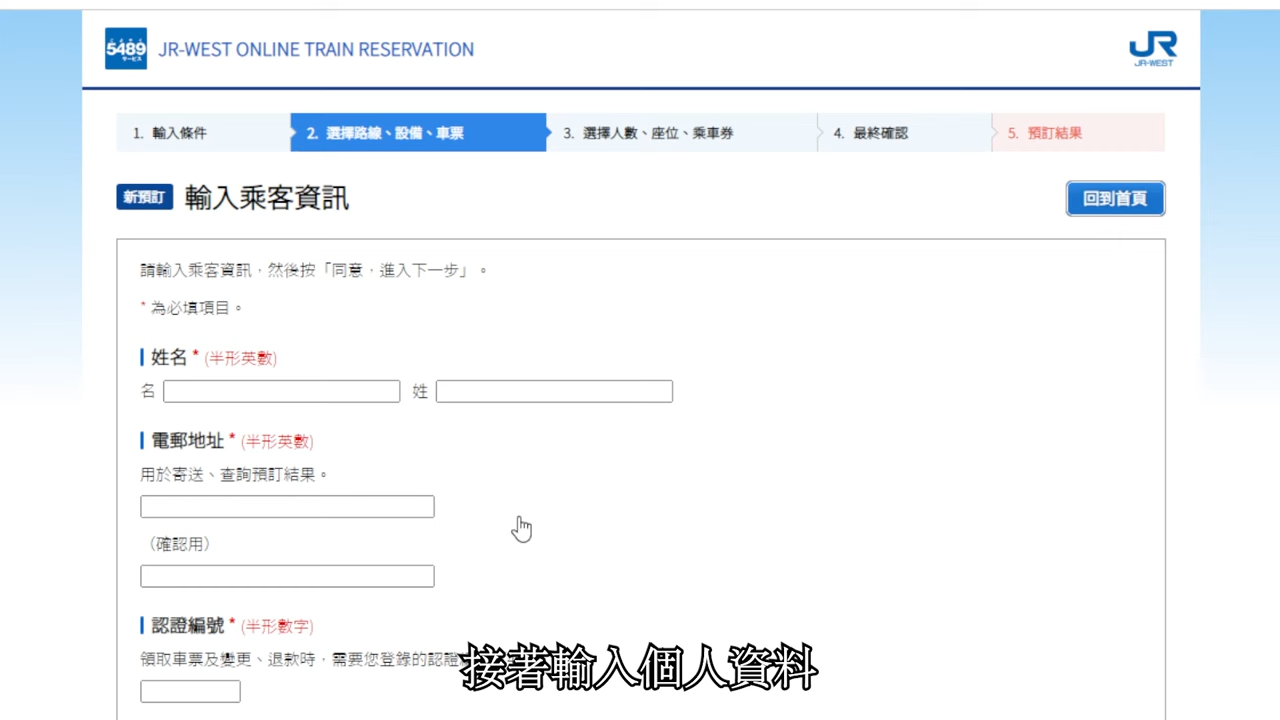 5489
サービス
JR-WEST ONLINE TRAIN RESERVATION
JR
JR-WEST
1. 輸入條件
2. 選擇路線、設備、車票
3. 選擇人數、座位、乘車券
4. 最終確認
5. 預訂結果
新預訂
輸入乘客資訊
回到首頁
請輸入乘客資訊，然後按「同意，進入下一步」。
* 為必填項目。
姓名 * (半形英數)
名
姓
電郵地址 * (半形英數)
用於寄送、查詢預訂結果。
（確認用）
認證編號 * (半形數字)
領取車票及變更、退款時，需要您登錄的認證
接著輸入個人資料